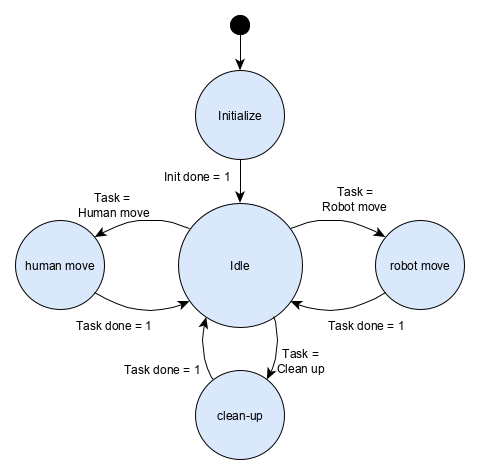 Initialize
Init done = 1
Task =
Human move
Task =
Robot move
human move
Idle
robot move
Task done = 1
Task done = 1
Task =
Clean up
Task done = 1
clean-up